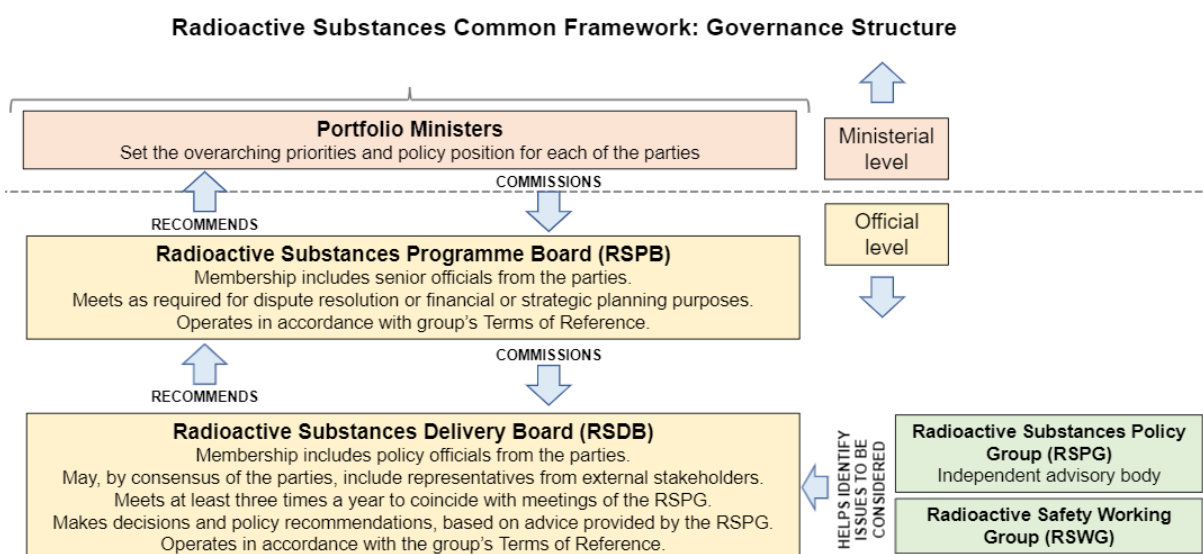 Radioactive Substances Common Framework: Governance Structure
Portfolio Ministers
Set the overarching priorities and policy position for each of the parties
Ministerial
level
RECOMMENDS
COMMISSIONS
Official
level
Radioactive Substances Programme Board (RSPB)
Membership includes senior officials from the parties.
Meets as required for dispute resolution or financial or strategic planning purposes.
Operates in accordance with group's Terms of Reference.
RECOMMENDS
COMMISSIONS
Radioactive Substances Delivery Board (RSDB)
Membership includes policy officials from the parties.
May, by consensus of the parties, include representatives from external stakeholders.
Meets at least three times a year to coincide with meetings of the RSPG.
Makes decisions and policy recommendations, based on advice provided by the RSPG.
Operates in accordance with the group's Terms of Reference.
HELPS IDENTIFY
ISSUES TO BE
CONSIDERED
Radioactive Substances Policy
Group (RSPG)
Independent advisory body
Radioactive Safety Working
Group (RSWG)